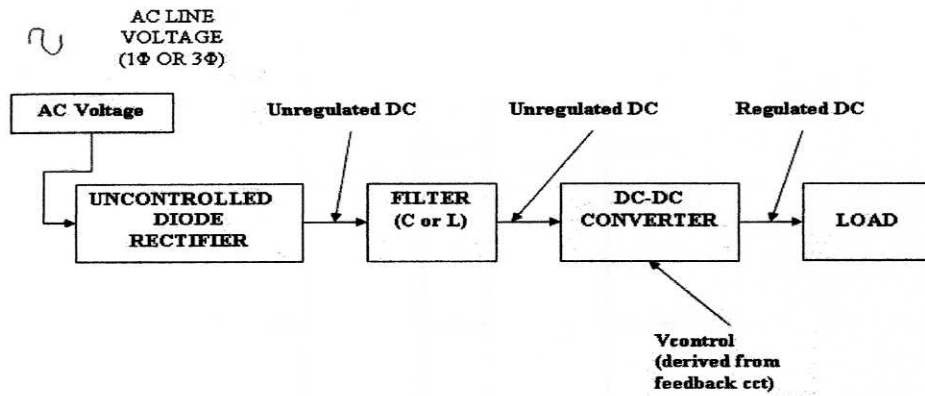 AC LINE
VOLTAGE
(1Φ OR 3Φ)
AC Voltage
Unregulated DC
Unregulated DC
Regulated DC
UNCONTROLLED
DIODE
RECTIFIER
FILTER
(C or L)
DC-DC
CONVERTER
LOAD
Vcontrol
(derived from
feedback cct)